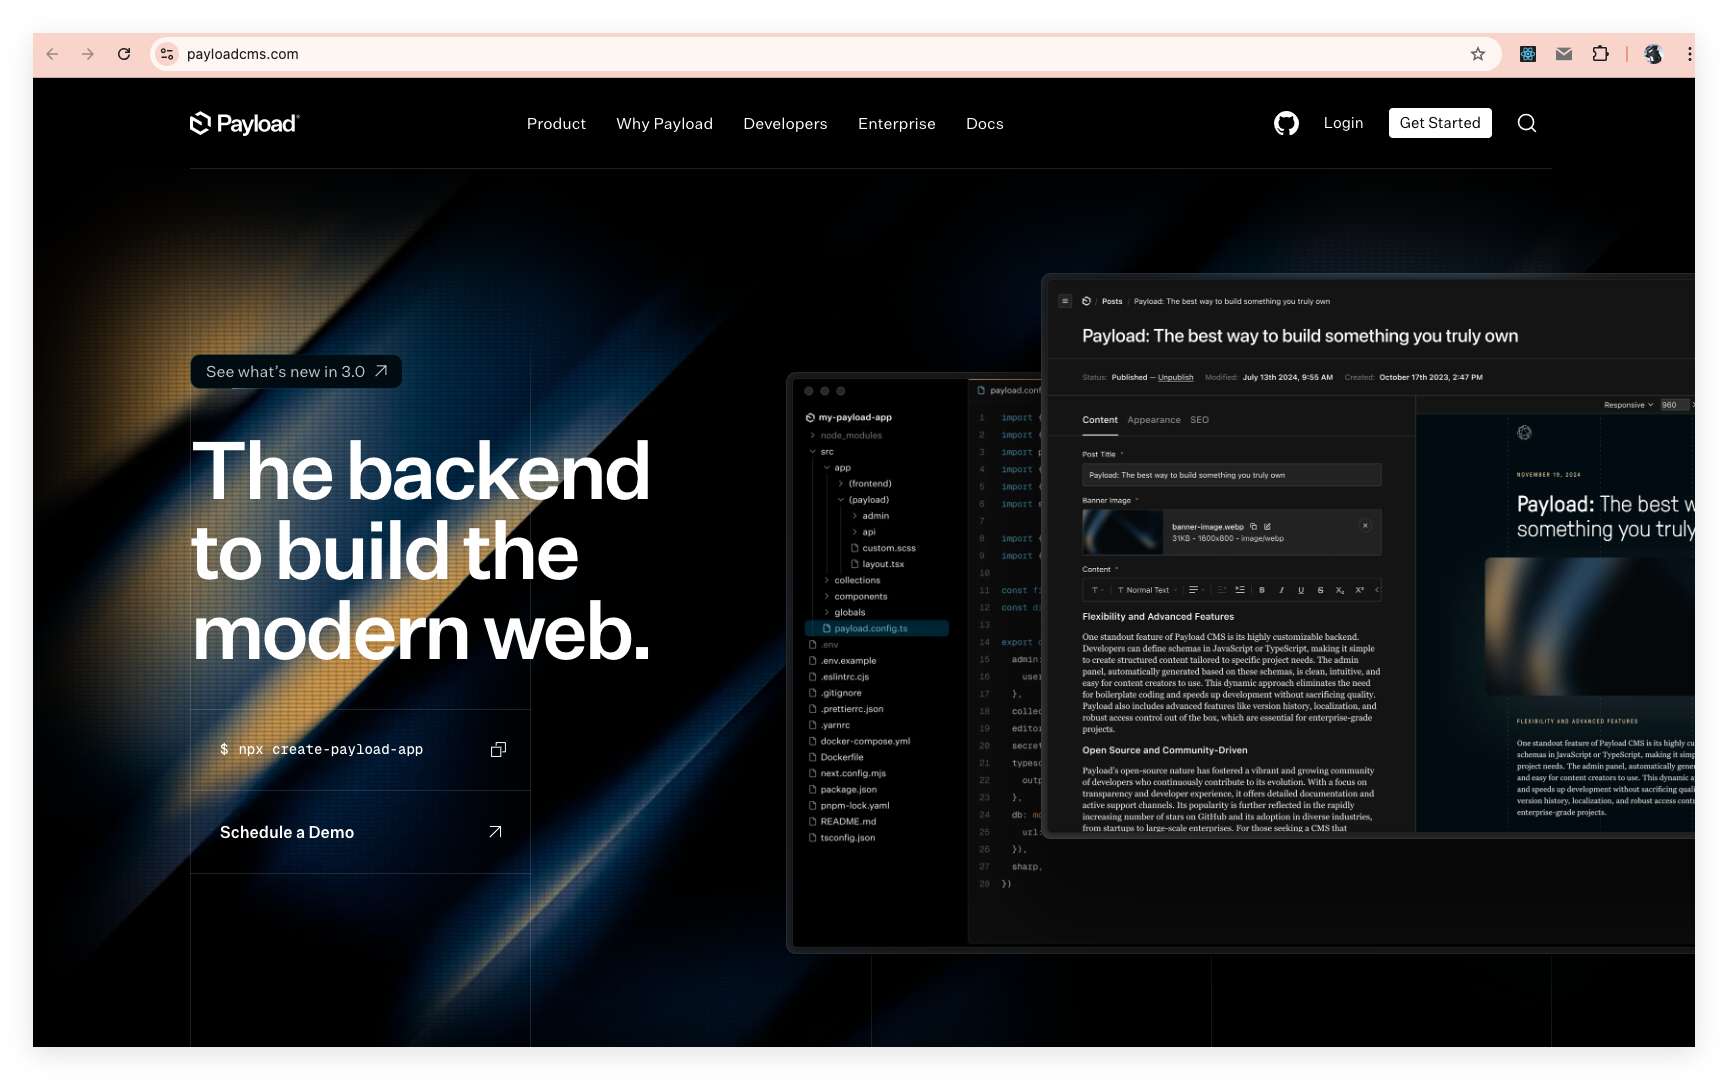 payloadcms.com
Payload
Product Why Payload Developers Enterprise Docs
Login Get Started
See what's new in 3.0
The backend
to build the
modern web.
$ npx create-payload-app
Schedule a Demo
my-payload-app
node_modules
src
app
(frontend)
(payload)
admin
api
custom.scss
layout.tsx
collections
components
globals
payload.config.ts
.env
.env.example
.eslintrc.cjs
.gitignore
.prettierrc.json
.yarnrc
docker-compose.yml
Dockerfile
next.config.mjs
package.json
pnpm-lock.yaml
README.md
tsconfig.json
payload.conf
1 import {
2 import {
3 import p
4 import {
5 import {
6 import
7
8 import {
9 import {
10
11 const fi
12 const di
13
14 export
15 admin:
16 user
17 },
18 collec
19 editor
20 secret
21 typesc
22 outp
23 },
24 db: mo
25 url:
26 }),
27 sharp,
28 })
/ Posts / Payload: The best way to build something you truly own
Payload: The best way to build something you truly own
Status: Published — Unpublish Modified: July 13th 2024, 9:55 AM Created: October 17th 2023, 2:47 PM
Content Appearance SEO
Post Title *
Payload: The best way to build something you truly own
Banner Image *
banner-image.webp
31KB - 1600x800 - image/webp
Content *
T T Normal Text B I U S X₂ X²
Flexibility and Advanced Features
One standout feature of Payload CMS is its highly customizable backend.
Developers can define schemas in JavaScript or TypeScript, making it simple
to create structured content tailored to specific project needs. The admin
panel, automatically generated based on these schemas, is clean, intuitive, and
easy for content creators to use. This dynamic approach eliminates the need
for boilerplate coding and speeds up development without sacrificing quality.
Payload also includes advanced features like version history, localization, and
robust access control out of the box, which are essential for enterprise-grade
projects.
Open Source and Community-Driven
Payload's open-source nature has fostered a vibrant and growing community
of developers who continuously contribute to its evolution. With a focus on
transparency and developer experience, it offers detailed documentation and
active support channels. Its popularity is further reflected in the rapidly
increasing number of stars on GitHub and its adoption in diverse industries,
from startups to large-scale enterprises. For those seeking a CMS that
Responsive 960
NOVEMBER 19, 2024
Payload: The best w
something you truly
FLEXIBILITY AND ADVANCED FEATURES
One standout feature of Payload CMS is its highly cu
schemas in JavaScript or TypeScript, making it simp
project needs. The admin panel, automatically gener
and easy for content creators to use. This dynamic a
and speeds up development without sacrificing quali
version history, localization, and robust access contr
enterprise-grade projects.